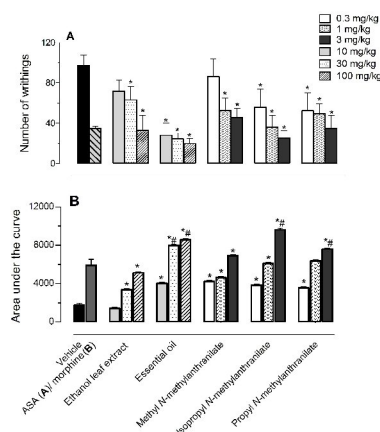 A
0.3 mg/kg
1 mg/kg
3 mg/kg
10 mg/kg
30 mg/kg
100 mg/kg
Number of writhings
120
80
40
0
* * * * * * * * * * * * * *
B
Area under the curve
12000
8000
4000
0
* * * *# *# * * * * * *# * *#
Vehicle
ASA (A)/ morphine (B)
Ethanol leaf extract
Essential oil
Methyl N-methylanthranilate
Isopropyl N-methylanthranilate
Propyl N-methylanthranilate